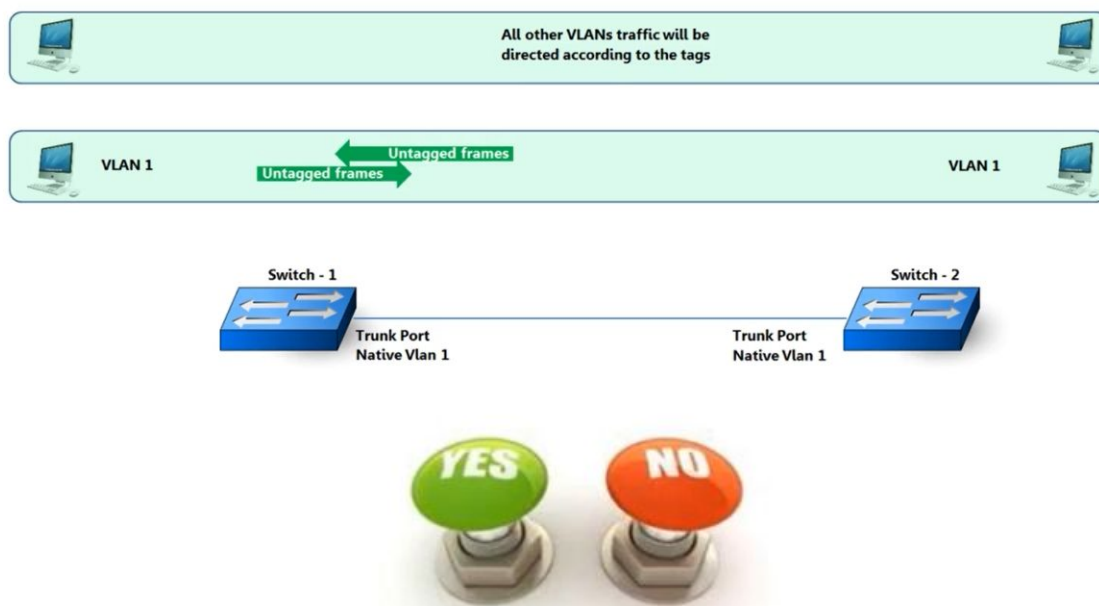 All other VLANs traffic will be
directed according to the tags
Untagged frames
VLAN 1
Untagged frames
VLAN 1
Switch - 1
Switch - 2
Trunk Port
Native Vlan 1
Trunk Port
Native Vlan 1
YES
NO